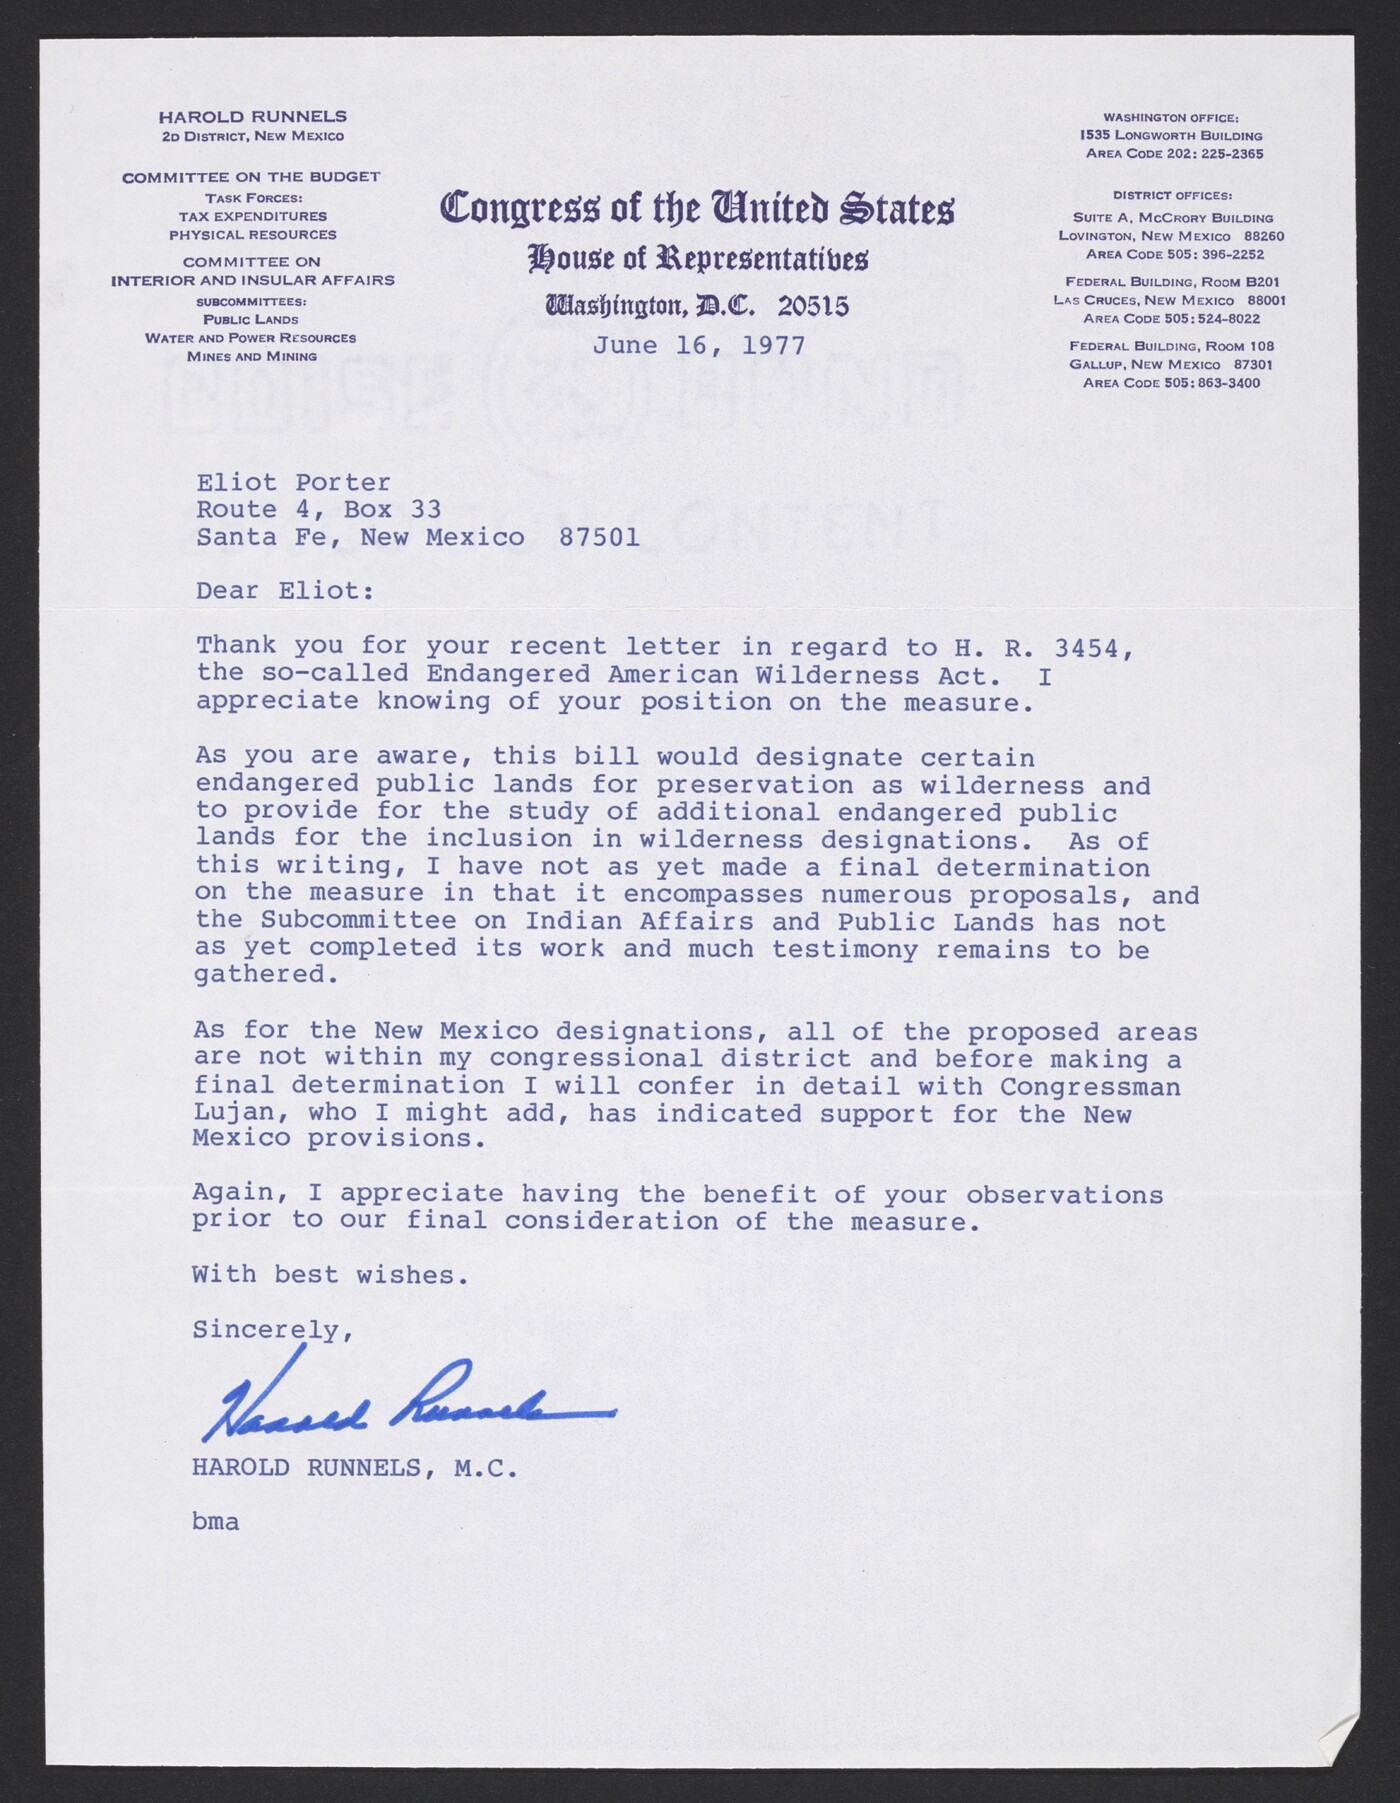 HAROLD RUNNELS
2D DISTRICT, NEW MEXICO
COMMITTEE ON THE BUDGET
TASK FORCES:
TAX EXPENDITURES
PHYSICAL RESOURCES
COMMITTEE ON
INTERIOR AND INSULAR AFFAIRS
SUBCOMMITTEES:
PUBLIC LANDS
WATER AND POWER RESOURCES
MINES AND MINING
Congress of the United States
House of Representatives
Washington, D.C. 20515
June 16, 1977
WASHINGTON OFFICE:
1535 LONGWORTH BUILDING
AREA CODE 202: 225-2365
DISTRICT OFFICES:
SUITE A, MCCRORY BUILDING
LOVINGTON, NEW MEXICO 88260
AREA CODE 505: 396-2252
FEDERAL BUILDING, ROOM B201
LAS CRUCES, NEW MEXICO 88001
AREA CODE 505: 524-8022
FEDERAL BUILDING, ROOM 108
GALLUP, NEW MEXICO 87301
AREA CODE 505: 863-3400
Eliot Porter
Route 4, Box 33
Santa Fe, New Mexico 87501
Dear Eliot:
Thank you for your recent letter in regard to H. R. 3454,
the so-called Endangered American Wilderness Act. I
appreciate knowing of your position on the measure.
As you are aware, this bill would designate certain
endangered public lands for preservation as wilderness and
to provide for the study of additional endangered public
lands for the inclusion in wilderness designations. As of
this writing, I have not as yet made a final determination
on the measure in that it encompasses numerous proposals, and
the Subcommittee on Indian Affairs and Public Lands has not
as yet completed its work and much testimony remains to be
gathered.
As for the New Mexico designations, all of the proposed areas
are not within my congressional district and before making a
final determination I will confer in detail with Congressman
Lujan, who I might add, has indicated support for the New
Mexico provisions.
Again, I appreciate having the benefit of your observations
prior to our final consideration of the measure.
With best wishes.
Sincerely,
Harold Runnels
HAROLD RUNNELS, M.C.
bma